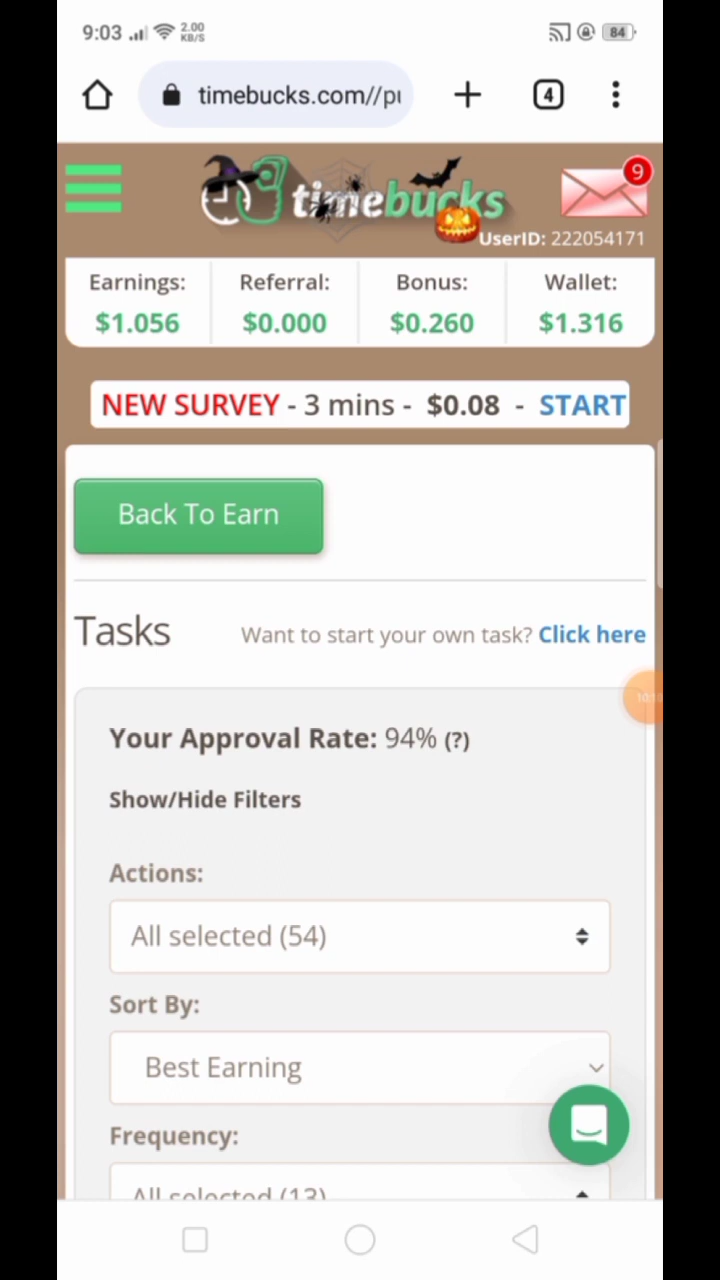 9:03 2.00 KB/S 84
timebucks.com//pu 4
timebucks 9
UserID: 222054171
Earnings: Referral: Bonus: Wallet:
$1.056 $0.000 $0.260 $1.316
NEW SURVEY - 3 mins - $0.08 - START
Back To Earn
Tasks Want to start your own task? Click here
Your Approval Rate: 94% (?)
Show/Hide Filters
Actions:
All selected (54)
Sort By:
Best Earning
Frequency:
All selected (13)